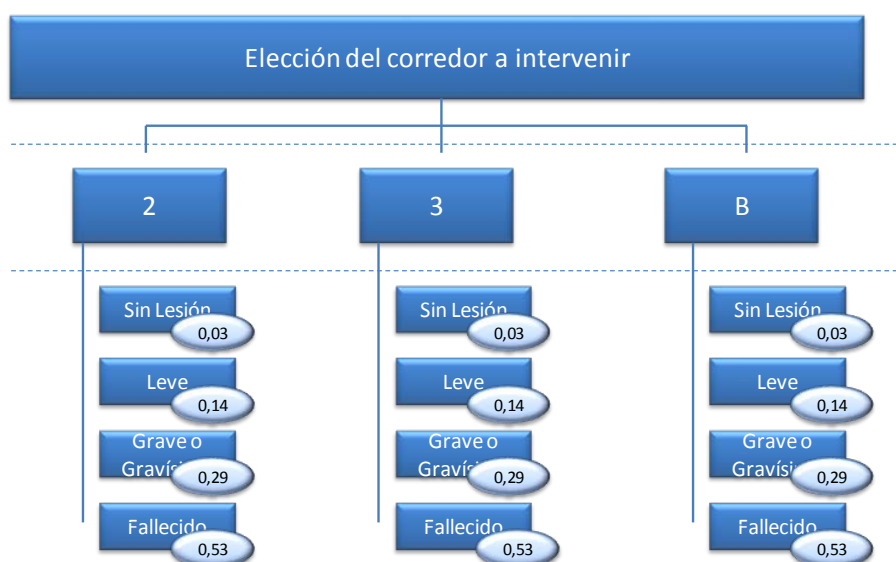 Elección del corredor a intervenir
2
3
B
Sin Lesión
0,03
Leve
0,14
Grave o
0,29
Fallecido
0,53
Sin Lesión
0,03
Leve
0,14
Grave o
0,29
Fallecido
0,53
Sin Lesión
0,03
Leve
0,14
Grave o
0,29
Fallecido
0,53